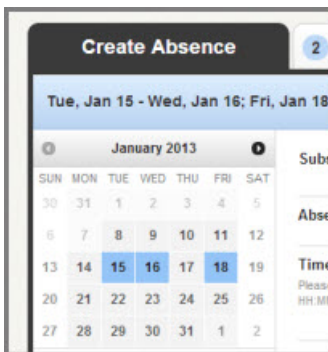 Create Absence
2
Tue, Jan 15 - Wed, Jan 16; Fri, Jan 18
January 2013
SUN MON TUE WED THU FRI SAT
30 31 1 2 3 4 5
6 7 8 9 10 11 12
13 14 15 16 17 18 19
20 21 22 23 24 25 26
27 28 29 30 31 1 2
Subs
Abse
Time
Please
HH:MM